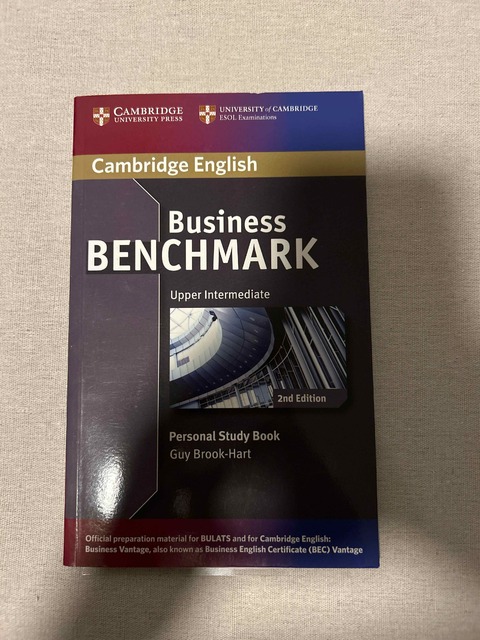 CAMBRIDGE
UNIVERSITY PRESS
UNIVERSITY of CAMBRIDGE
ESOL Examinations
Cambridge English
Business
BENCHMARK
Upper Intermediate
2nd Edition
Personal Study Book
Guy Brook-Hart
Official preparation material for BULATS and for Cambridge English:
Business Vantage, also known as Business English Certificate (BEC) Vantage